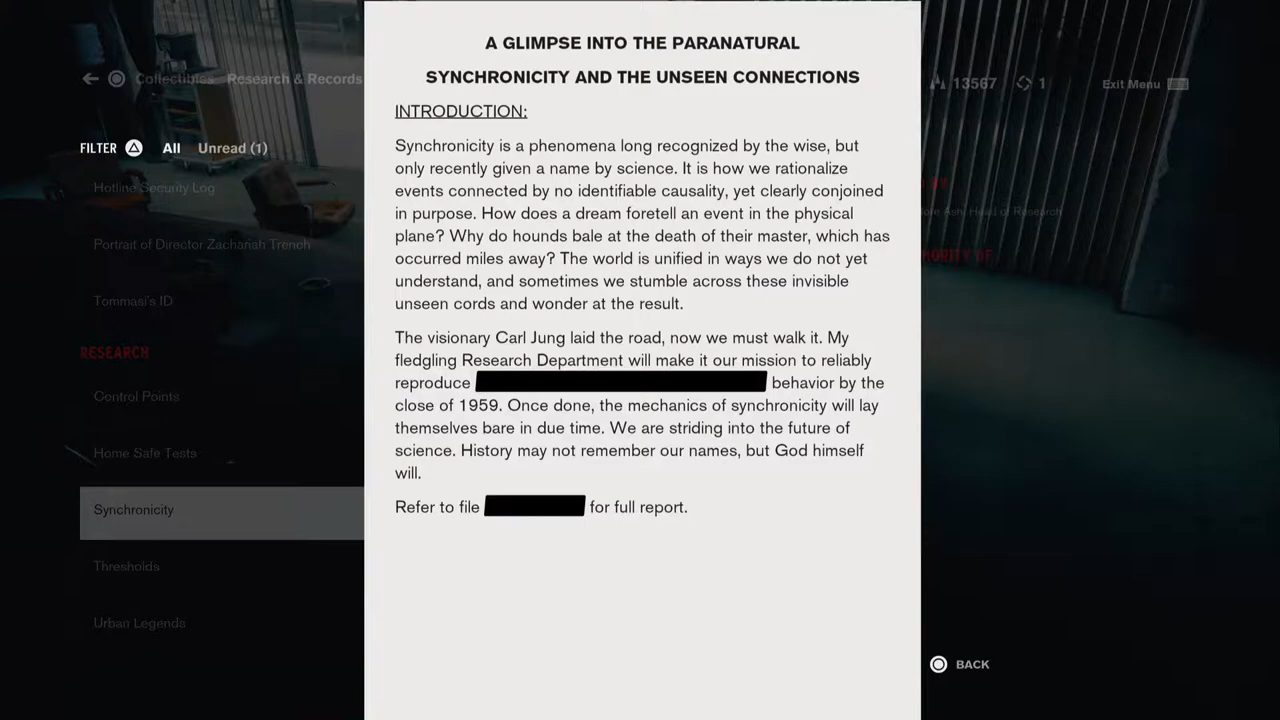 A GLIMPSE INTO THE PARANATURAL
SYNCHRONICITY AND THE UNSEEN CONNECTIONS
INTRODUCTION:
Synchronicity is a phenomena long recognized by the wise, but
only recently given a name by science. It is how we rationalize
events connected by no identifiable causality, yet clearly conjoined
in purpose. How does a dream foretell an event in the physical
plane? Why do hounds bale at the death of their master, which has
occurred miles away? The world is unified in ways we do not yet
understand, and sometimes we stumble across these invisible
unseen cords and wonder at the result.
The visionary Carl Jung laid the road, now we must walk it. My
fledgling Research Department will make it our mission to reliably
reproduce behavior by the
close of 1959. Once done, the mechanics of synchronicity will lay
themselves bare in due time. We are striding into the future of
science. History may not remember our names, but God himself
will.
Refer to file for full report.
Collectibles Research & Records
FILTER All Unread (1)
Hotline Security Log
Portrait of Director Zachariah Trench
Tommasi's ID
RESEARCH
Control Points
Home Safe Tests
Synchronicity
Thresholds
Urban Legends
13567 1 Exit Menu
BY
Ash, Head of Research
OF
BACK